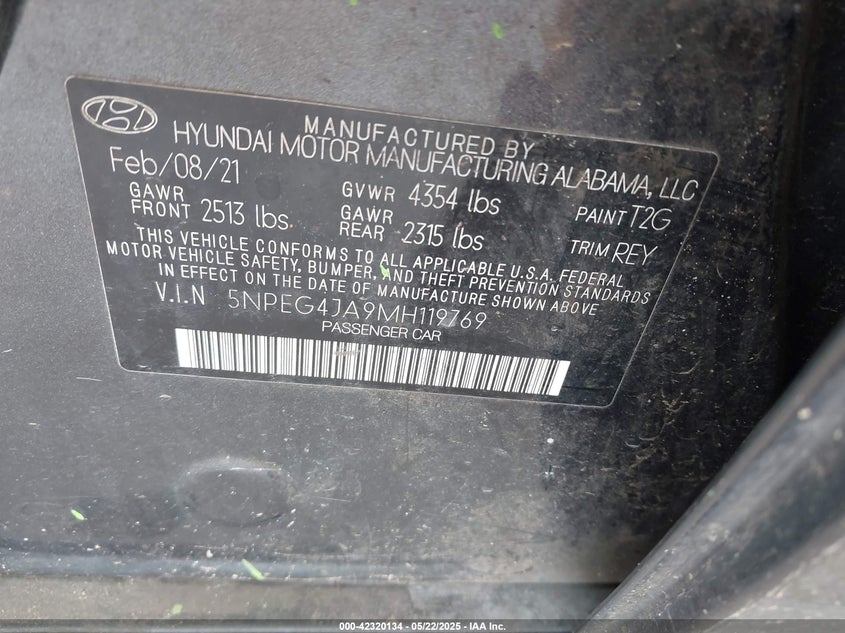 MANUFACTURED BY
HYUNDAI MOTOR MANUFACTURING ALABAMA, LLC
Feb/08/21
GVWR 4354 lbs
PAINT T2G
GAWR
FRONT 2513 lbs
GAWR
REAR 2315 lbs
TRIM REY
THIS VEHICLE CONFORMS TO ALL APPLICABLE U.S.A. FEDERAL
MOTOR VEHICLE SAFETY, BUMPER, AND THEFT PREVENTION STANDARDS
IN EFFECT ON THE DATE OF MANUFACTURE SHOWN ABOVE
V.I.N 5NPEG4JA9MH119769
PASSENGER CAR
000-42320134 - 05/22/2025 - IAA Inc.